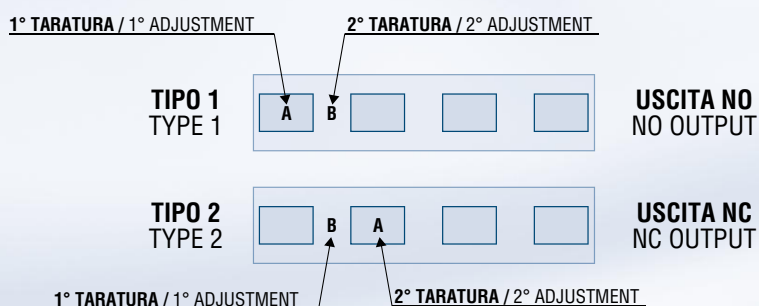 1° TARATURA / 1° ADJUSTMENT 2° TARATURA / 2° ADJUSTMENT
TIPO 1
TYPE 1
A B
USCITA NO
NO OUTPUT
TIPO 2
TYPE 2
B A
USCITA NC
NC OUTPUT
1° TARATURA / 1° ADJUSTMENT 2° TARATURA / 2° ADJUSTMENT